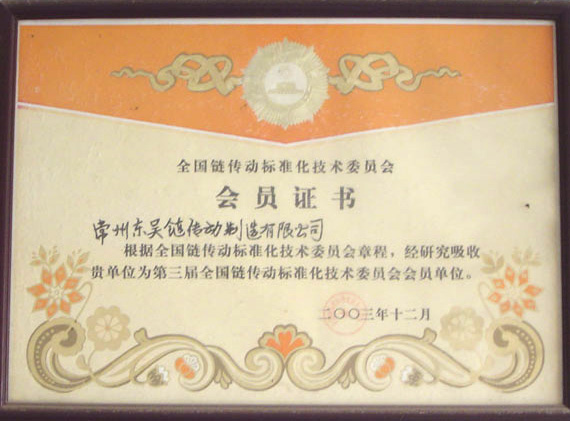 全国链传动标准化技术委员会
会员证书
常州东吴链传动制造有限公司
根据全国链传动标准化技术委员会章程，经研究吸收
贵单位为第三届全国链传动标准化技术委员会会员单位。
二〇〇三年十二月